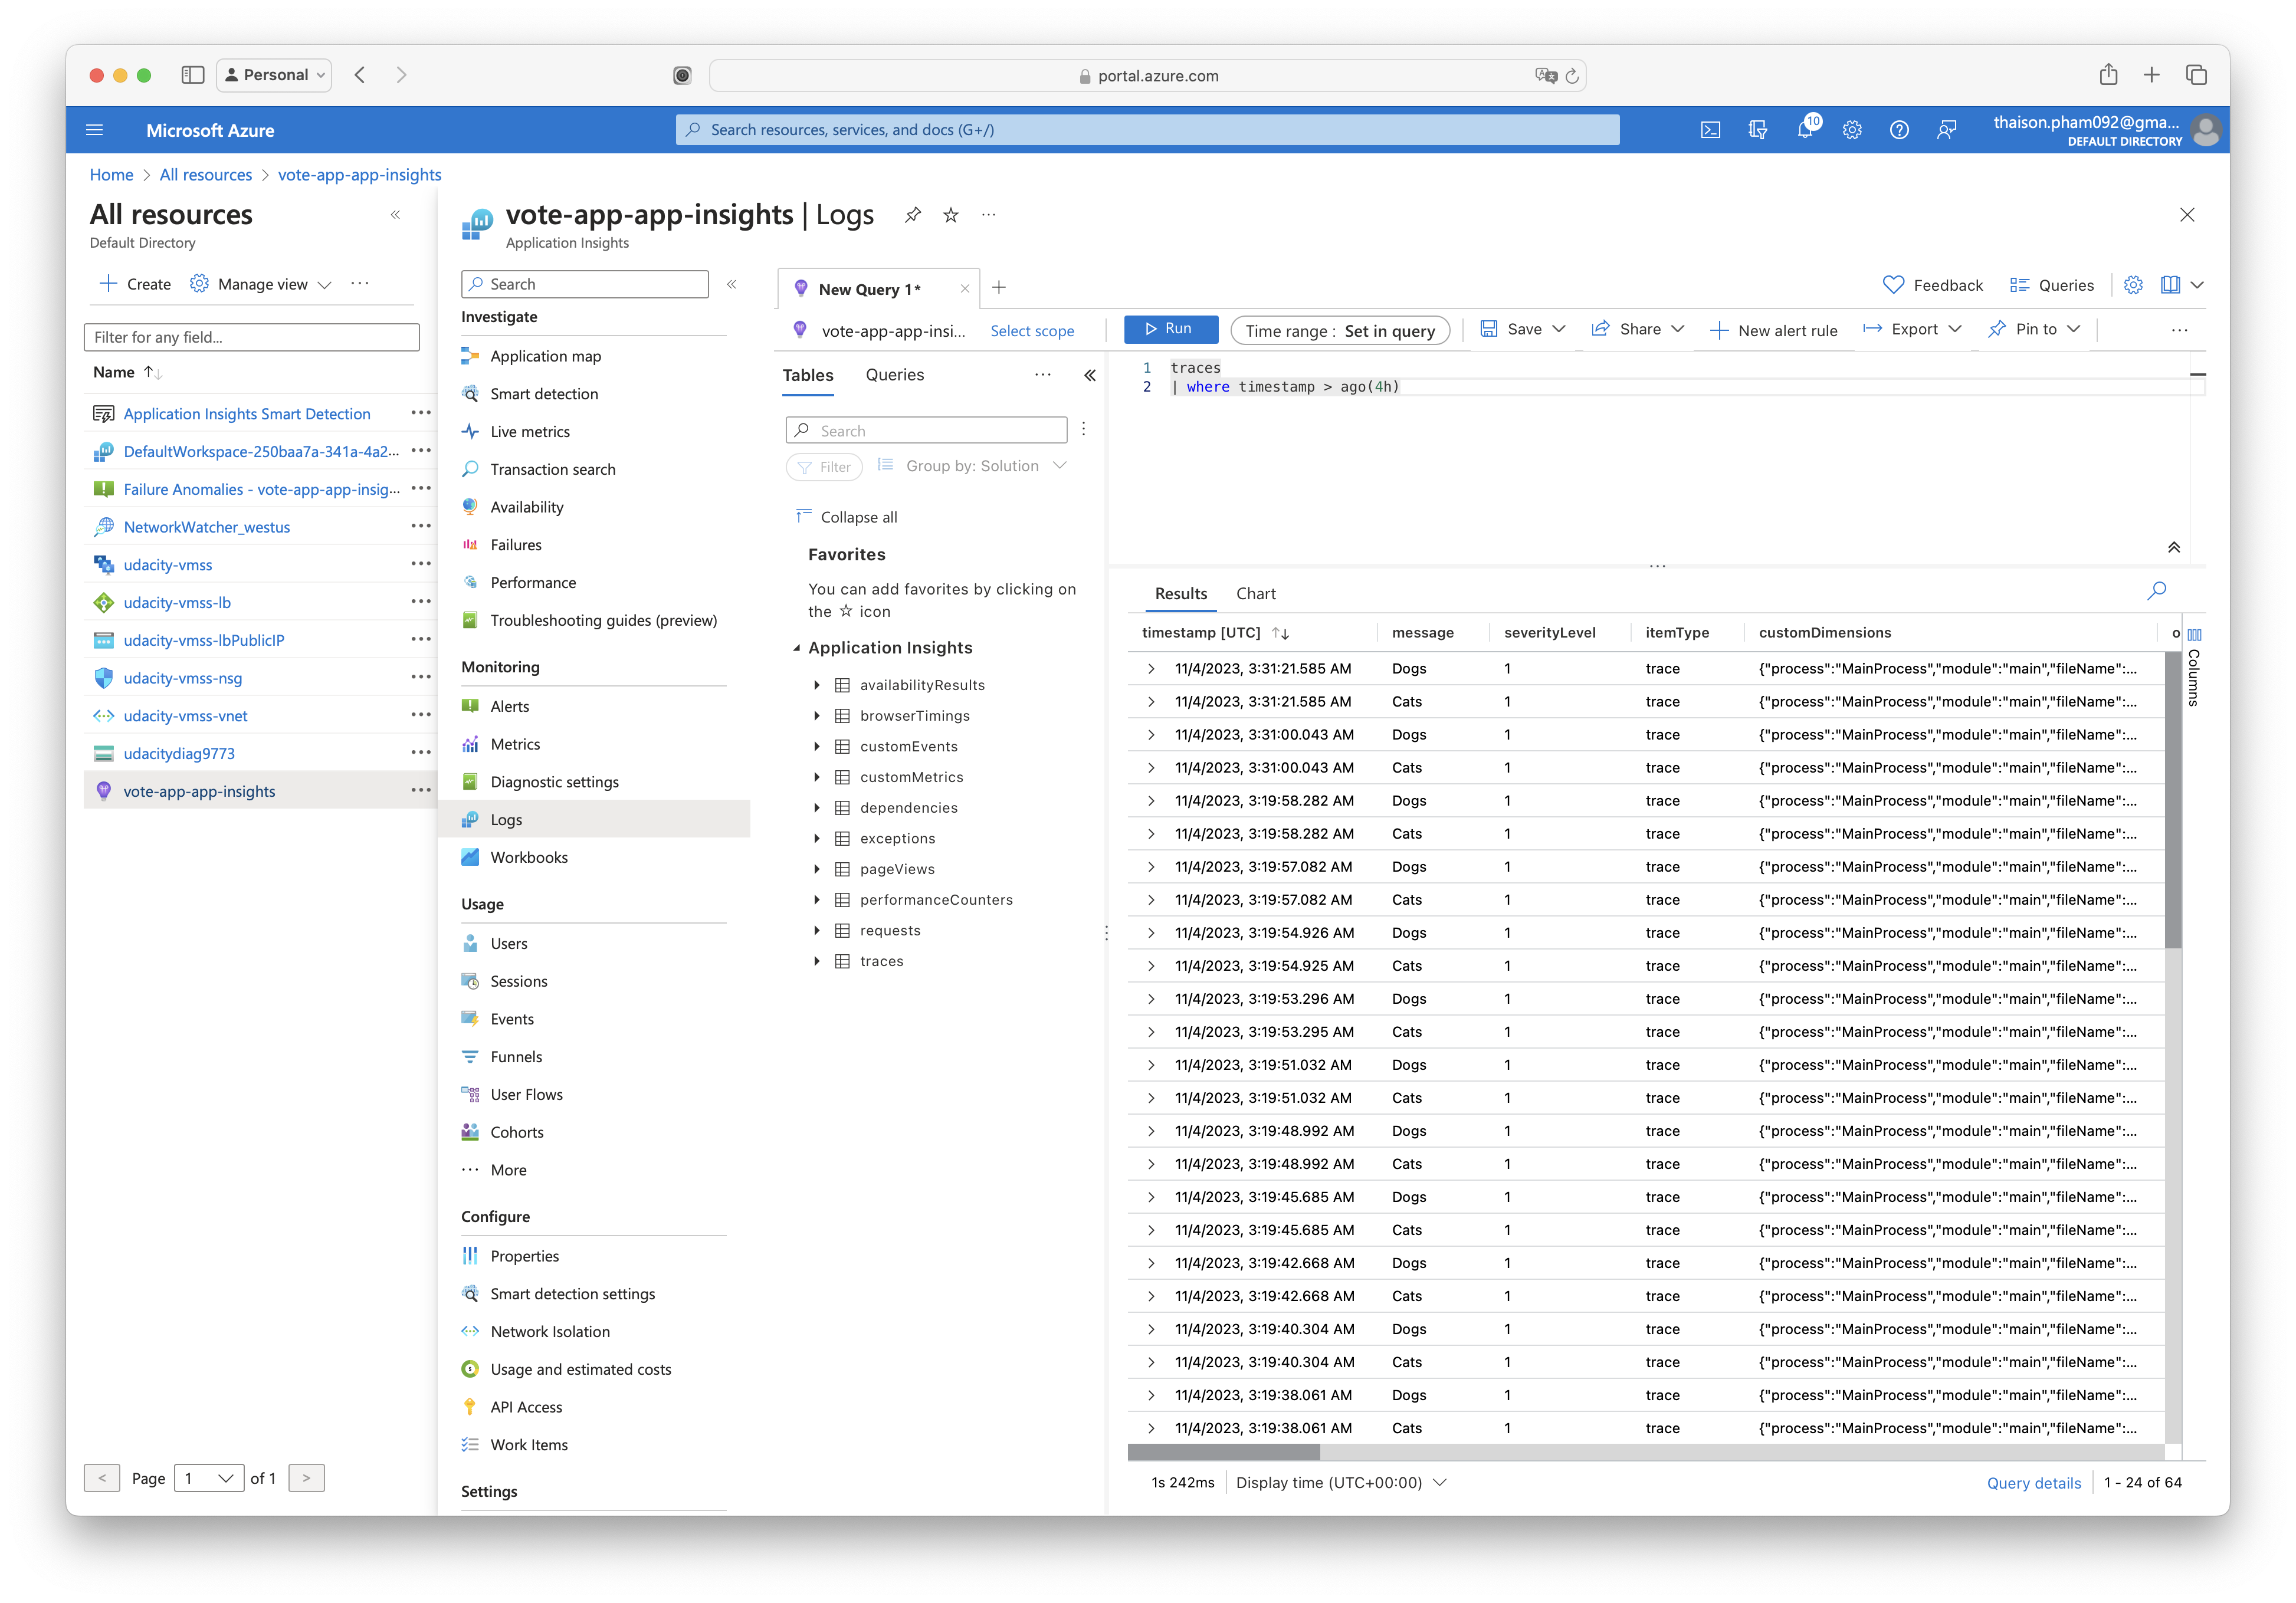 Personal
portal.azure.com
Microsoft Azure
Search resources, services, and docs (G+/)
10
thaison.pham092@gma...
DEFAULT DIRECTORY
Home > All resources > vote-app-app-insights
All resources
Default Directory
Create
Manage view
Filter for any field...
Name
Application Insights Smart Detection
DefaultWorkspace-250baa7a-341a-4a2...
Failure Anomalies - vote-app-app-insig...
NetworkWatcher_westus
udacity-vmss
udacity-vmss-lb
udacity-vmss-lbPublicIP
udacity-vmss-nsg
udacity-vmss-vnet
udacitydiag9773
vote-app-app-insights
< Page 1 of 1 >
vote-app-app-insights | Logs
Application Insights
Search
Investigate
Application map
Smart detection
Live metrics
Transaction search
Availability
Failures
Performance
Troubleshooting guides (preview)
Monitoring
Alerts
Metrics
Diagnostic settings
Logs
Workbooks
Usage
Users
Sessions
Events
Funnels
User Flows
Cohorts
More
Configure
Properties
Smart detection settings
Network Isolation
Usage and estimated costs
API Access
Work Items
Settings
New Query 1*
Feedback
Queries
vote-app-app-insi...
Select scope
Run
Time range : Set in query
Save
Share
New alert rule
Export
Pin to
Tables
Queries
Search
Filter
Group by: Solution
Collapse all
Favorites
You can add favorites by clicking on
the ☆ icon
Application Insights
availabilityResults
browserTimings
customEvents
customMetrics
dependencies
exceptions
pageViews
performanceCounters
requests
traces
1 traces
2 | where timestamp > ago(4h)
Results
Chart
timestamp [UTC] message severityLevel itemType customDimensions o
Columns
11/4/2023, 3:31:21.585 AM Dogs 1 trace {"process":"MainProcess","module":"main","fileName":...
11/4/2023, 3:31:21.585 AM Cats 1 trace {"process":"MainProcess","module":"main","fileName":...
11/4/2023, 3:31:00.043 AM Dogs 1 trace {"process":"MainProcess","module":"main","fileName":...
11/4/2023, 3:31:00.043 AM Cats 1 trace {"process":"MainProcess","module":"main","fileName":...
11/4/2023, 3:19:58.282 AM Dogs 1 trace {"process":"MainProcess","module":"main","fileName":...
11/4/2023, 3:19:58.282 AM Cats 1 trace {"process":"MainProcess","module":"main","fileName":...
11/4/2023, 3:19:57.082 AM Dogs 1 trace {"process":"MainProcess","module":"main","fileName":...
11/4/2023, 3:19:57.082 AM Cats 1 trace {"process":"MainProcess","module":"main","fileName":...
11/4/2023, 3:19:54.926 AM Dogs 1 trace {"process":"MainProcess","module":"main","fileName":...
11/4/2023, 3:19:54.925 AM Cats 1 trace {"process":"MainProcess","module":"main","fileName":...
11/4/2023, 3:19:53.296 AM Dogs 1 trace {"process":"MainProcess","module":"main","fileName":...
11/4/2023, 3:19:53.295 AM Cats 1 trace {"process":"MainProcess","module":"main","fileName":...
11/4/2023, 3:19:51.032 AM Dogs 1 trace {"process":"MainProcess","module":"main","fileName":...
11/4/2023, 3:19:51.032 AM Cats 1 trace {"process":"MainProcess","module":"main","fileName":...
11/4/2023, 3:19:48.992 AM Dogs 1 trace {"process":"MainProcess","module":"main","fileName":...
11/4/2023, 3:19:48.992 AM Cats 1 trace {"process":"MainProcess","module":"main","fileName":...
11/4/2023, 3:19:45.685 AM Dogs 1 trace {"process":"MainProcess","module":"main","fileName":...
11/4/2023, 3:19:45.685 AM Cats 1 trace {"process":"MainProcess","module":"main","fileName":...
11/4/2023, 3:19:42.668 AM Dogs 1 trace {"process":"MainProcess","module":"main","fileName":...
11/4/2023, 3:19:42.668 AM Cats 1 trace {"process":"MainProcess","module":"main","fileName":...
11/4/2023, 3:19:40.304 AM Dogs 1 trace {"process":"MainProcess","module":"main","fileName":...
11/4/2023, 3:19:40.304 AM Cats 1 trace {"process":"MainProcess","module":"main","fileName":...
11/4/2023, 3:19:38.061 AM Dogs 1 trace {"process":"MainProcess","module":"main","fileName":...
11/4/2023, 3:19:38.061 AM Cats 1 trace {"process":"MainProcess","module":"main","fileName":...
1s 242ms
Display time (UTC+00:00)
Query details
1 - 24 of 64